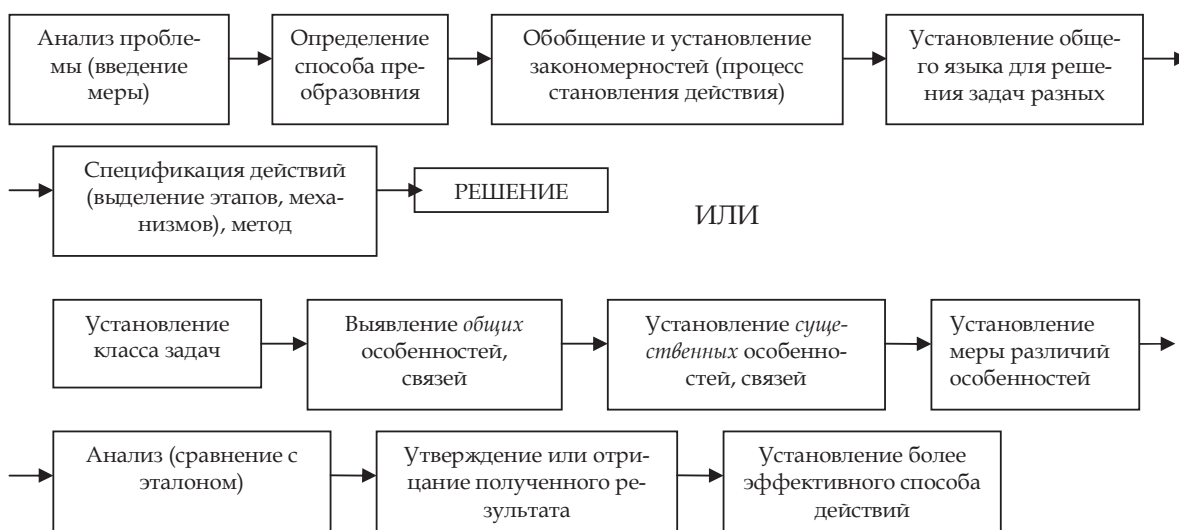 Анализ пробле-
мы (введение
меры)
Определение
способа пре-
образовния
Обобщение и установление
закономерностей (процесс
становления действия)
Установление обще-
го языка для реше-
ния задач разных
Спецификация действий
(выделение этапов, меха-
низмов), метод
РЕШЕНИЕ
ИЛИ
Установление
класса задач
Выявление общих
особенностей,
связей
Установление суще-
ственных особенно-
стей, связей
Установление
меры различий
особенностей
Анализ (сравнение с
эталоном)
Утверждение или отри-
цание полученного ре-
зультата
Установление более
эффективного способа
действий